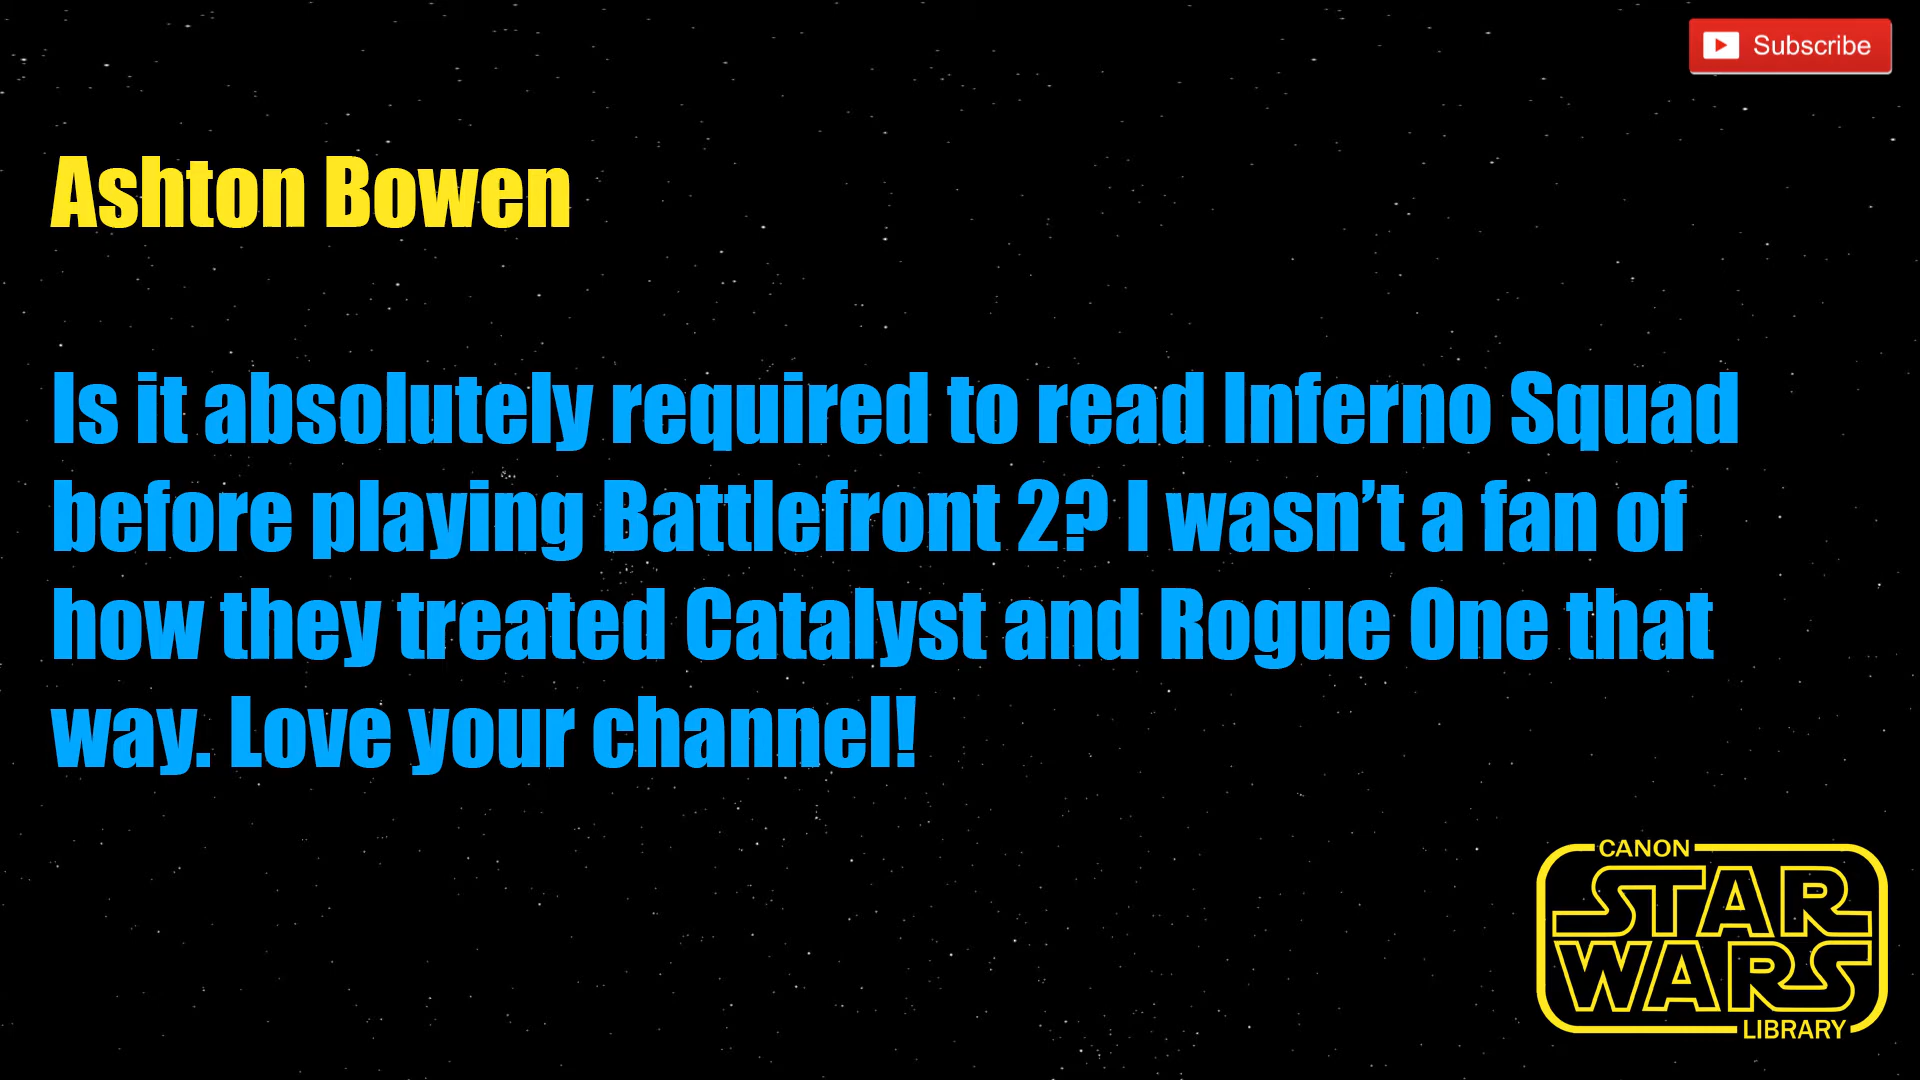 Subscribe
Ashton Bowen
Is it absolutely required to read Inferno Squad
before playing Battlefront 2? I wasn’t a fan of
how they treated Catalyst and Rogue One that
way. Love your channel!
CANON
STAR
WARS
LIBRARY